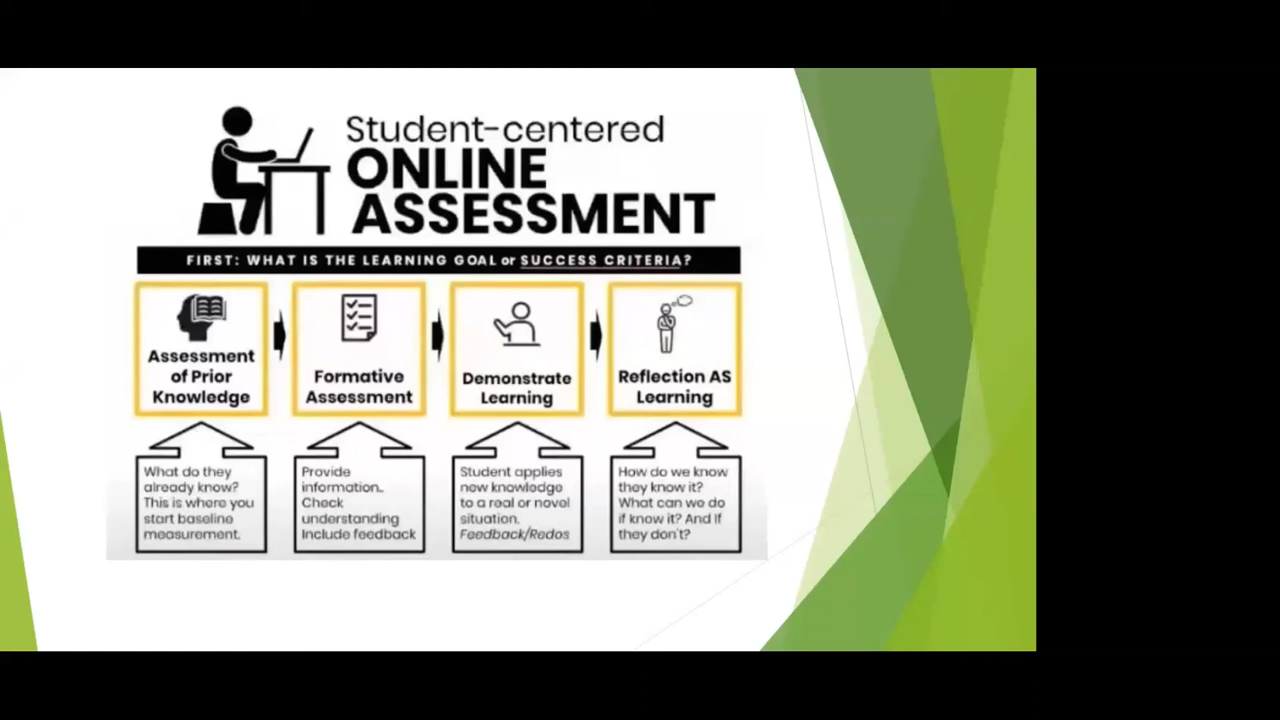 Student-centered
ONLINE
ASSESSMENT
FIRST: WHAT IS THE LEARNING GOAL or SUCCESS CRITERIA?
Assessment
of Prior
Knowledge
Formative
Assessment
Demonstrate
Learning
Reflection AS
Learning
What do they
already know?
This is where you
start baseline
measurement.
Provide
information..
Check
understanding
Include feedback
Student applies
new knowledge
to a real or novel
situation.
Feedback/Redos
How do we know
they know it?
What can we do
if know it? And If
they don't?